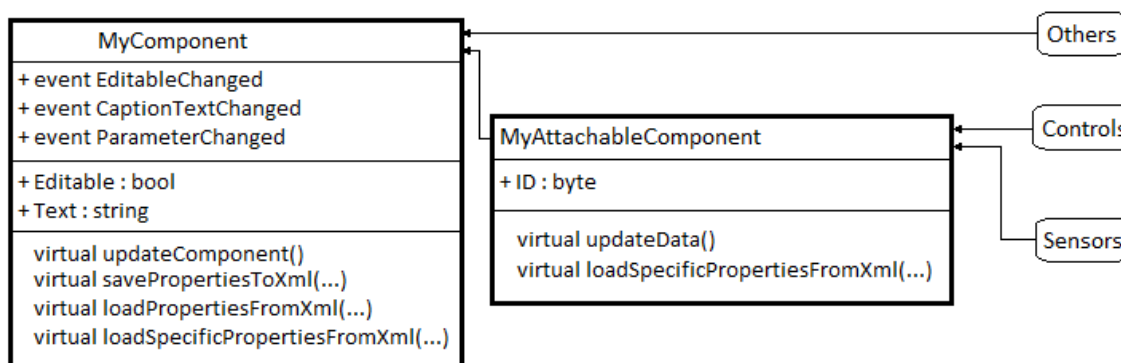 MyComponent
+ event EditableChanged
+ event CaptionTextChanged
+ event ParameterChanged
+ Editable : bool
+ Text : string
virtual updateComponent()
virtual savePropertiesToXml(...)
virtual loadPropertiesFromXml(...)
virtual loadSpecificPropertiesFromXml(...)
MyAttachableComponent
+ ID : byte
virtual updateData()
virtual loadSpecificPropertiesFromXml(...)
Others
Controls
Sensors